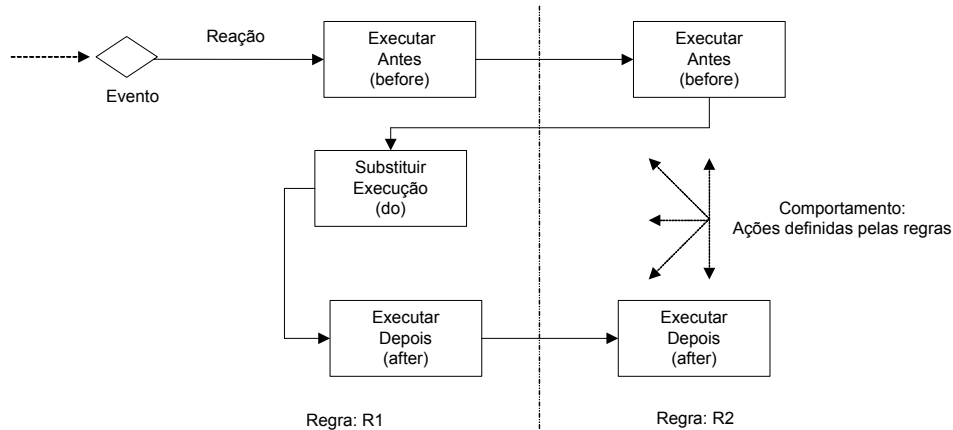 Evento
Reação
Executar
Antes
(before)
Executar
Antes
(before)
Substituir
Execução
(do)
Comportamento:
Ações definidas pelas regras
Executar
Depois
(after)
Executar
Depois
(after)
Regra: R1
Regra: R2